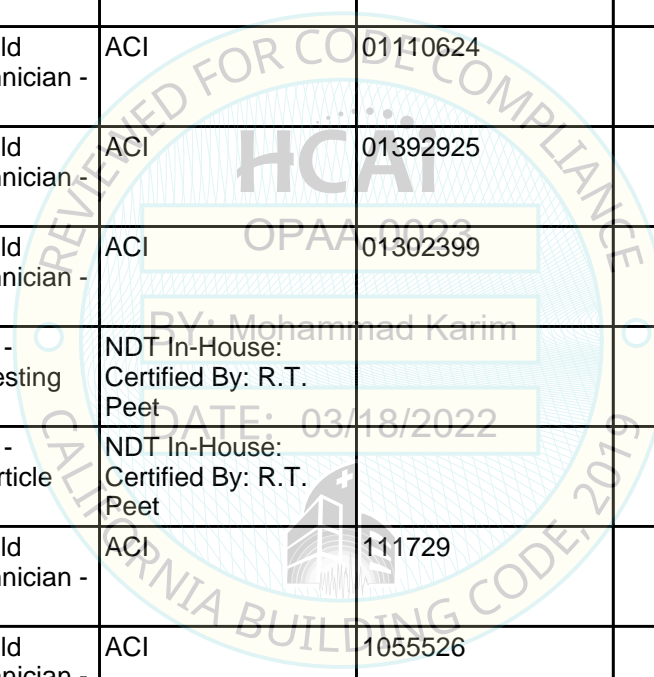 ld ACI 01110624
nician -
ld ACI 01392925
nician -
ld ACI 01302399
nician -
- NDT In-House:
esting Certified By: R.T.
Peet
- NDT In-House:
rticle Certified By: R.T.
Peet
ld ACI 111729
nician -
ld ACI 1055526
nician -
REVIEWED FOR CODE COMPLIANCE
HCAI
OPAA-0023
BY: Mohammad Karim
DATE: 03/18/2022
CALIFORNIA BUILDING CODE, 2019